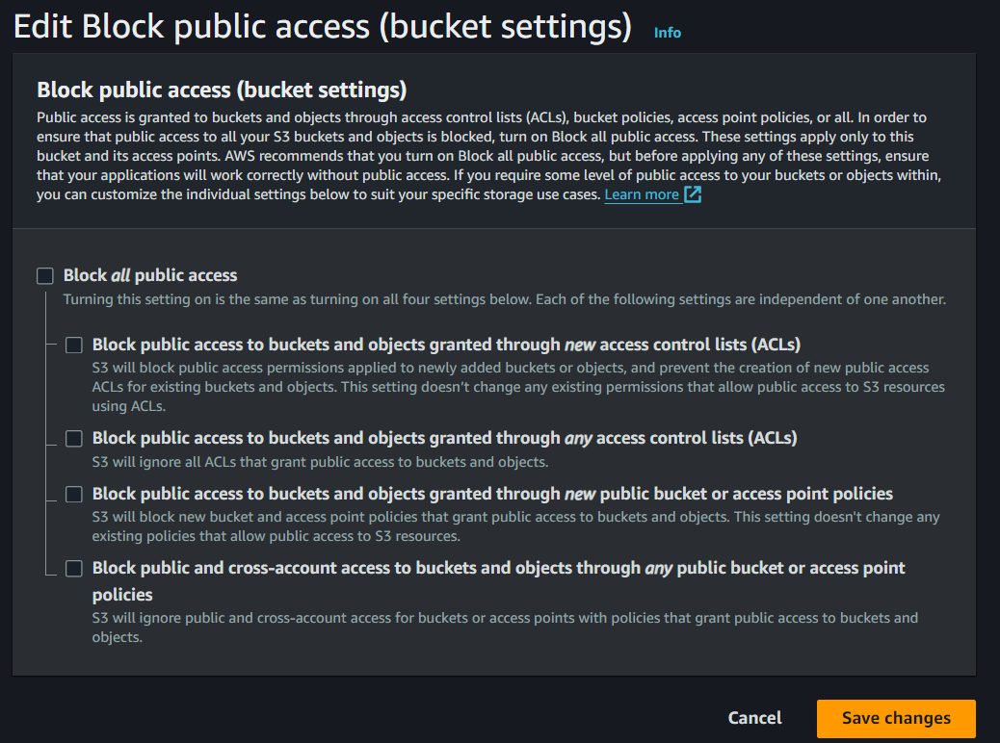 Edit Block public access (bucket settings) Info
Block public access (bucket settings)
Public access is granted to buckets and objects through access control lists (ACLs), bucket policies, access point policies, or all. In order to
ensure that public access to all your S3 buckets and objects is blocked, turn on Block all public access. These settings apply only to this
bucket and its access points. AWS recommends that you turn on Block all public access, but before applying any of these settings, ensure
that your applications will work correctly without public access. If you require some level of public access to your buckets or objects within,
you can customize the individual settings below to suit your specific storage use cases. Learn more
Block all public access
Turning this setting on is the same as turning on all four settings below. Each of the following settings are independent of one another.
Block public access to buckets and objects granted through new access control lists (ACLs)
S3 will block public access permissions applied to newly added buckets or objects, and prevent the creation of new public access
ACLs for existing buckets and objects. This setting doesn't change any existing permissions that allow public access to S3 resources
using ACLs.
Block public access to buckets and objects granted through any access control lists (ACLs)
S3 will ignore all ACLs that grant public access to buckets and objects.
Block public access to buckets and objects granted through new public bucket or access point policies
S3 will block new bucket and access point policies that grant public access to buckets and objects. This setting doesn't change any
existing policies that allow public access to S3 resources.
Block public and cross-account access to buckets and objects through any public bucket or access point
policies
S3 will ignore public and cross-account access for buckets or access points with policies that grant public access to buckets and
objects.
Cancel Save changes